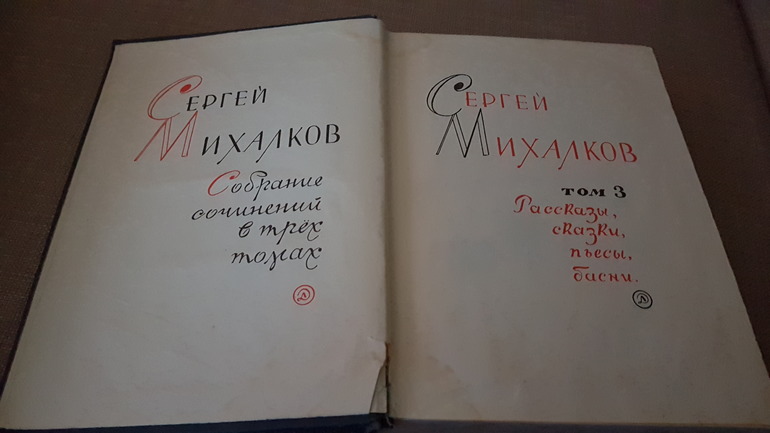 Сергей
Михалков
Собрание
сочинений
в трёх
томах
Д
Сергей
Михалков
том 3
Рассказы,
сказки,
пьесы,
басни.
Д